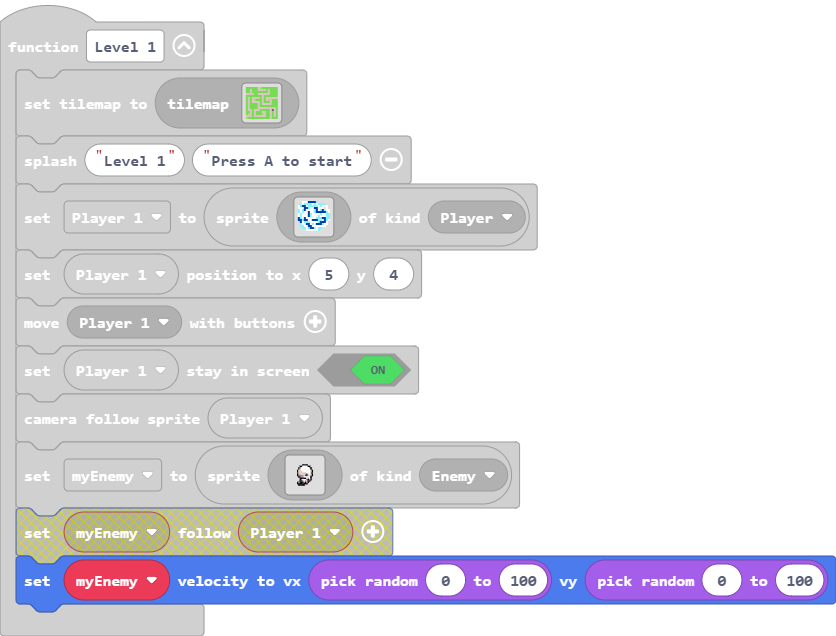 function Level 1
set tilemap to tilemap
splash "Level 1" "Press A to start"
set Player 1 to sprite of kind Player
set Player 1 position to x 5 y 4
move Player 1 with buttons
set Player 1 stay in screen ON
camera follow sprite Player 1
set myEnemy to sprite of kind Enemy
set myEnemy follow Player 1
set myEnemy velocity to vx pick random 0 to 100 vy pick random 0 to 100